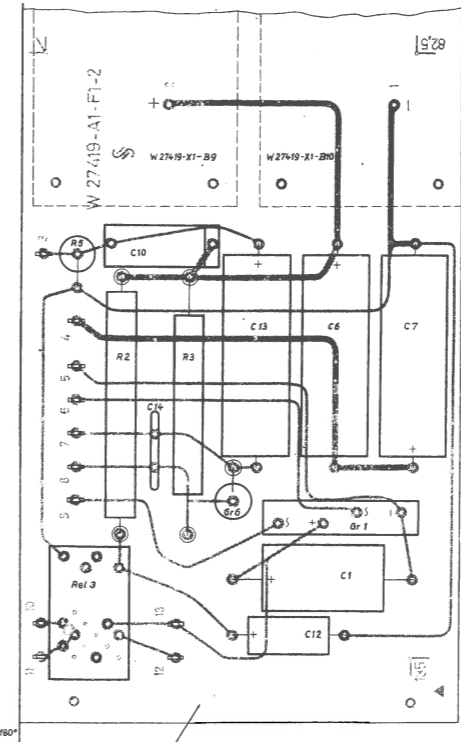 82,5
W 27419-A1-F1-2
+
2
1
W 27419-X1-B9
W 27419-X1-B10
R5
C10
+
+
4
R2
R3
C13
C6
C7
5
6
C14
7
8
+
9
Gr6
S
+
S
Gr 1
+
C1
Rel 3
10
13
+
C12
11
12
135
180°